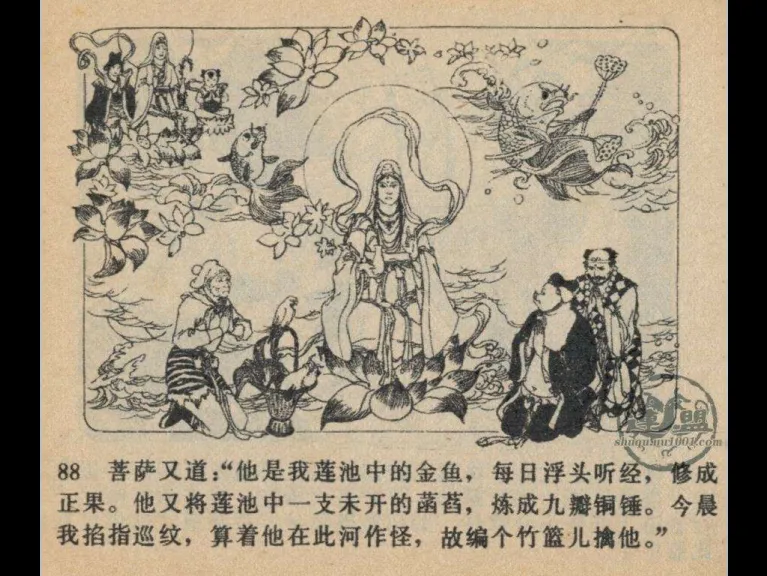 88 菩萨又道:“他是我莲池中的金鱼，每日浮头听经，修成
正果。他又将莲池中一支未开的菡萏，炼成九瓣铜锤。今晨
我掐指巡纹，算着他在此河作怪，故编个竹篮儿擒他。”
shuqumu1001.com